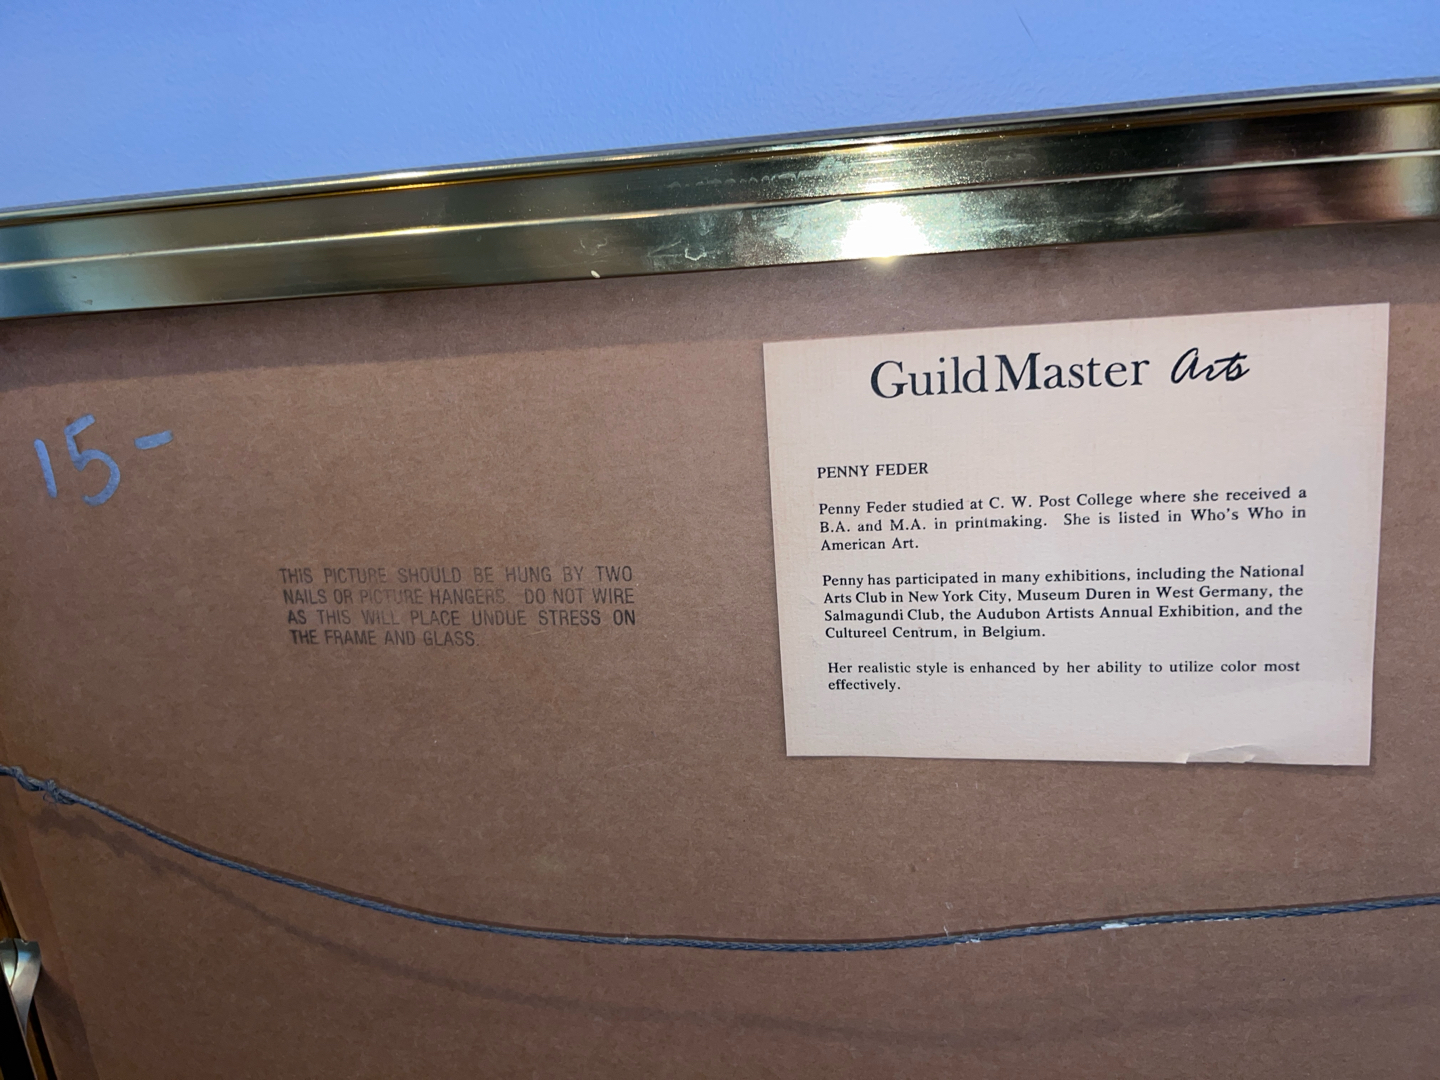 GuildMaster Arts
15-
PENNY FEDER
Penny Feder studied at C. W. Post College where she received a
B.A. and M.A. in printmaking. She is listed in Who's Who in
American Art.
Penny has participated in many exhibitions, including the National
Arts Club in New York City, Museum Duren in West Germany, the
Salmagundi Club, the Audubon Artists Annual Exhibition, and the
Cultureel Centrum, in Belgium.
Her realistic style is enhanced by her ability to utilize color most
effectively.
THIS PICTURE SHOULD BE HUNG BY TWO
NAILS OR PICTURE HANGERS. DO NOT WIRE
AS THIS WILL PLACE UNDUE STRESS ON
THE FRAME AND GLASS.